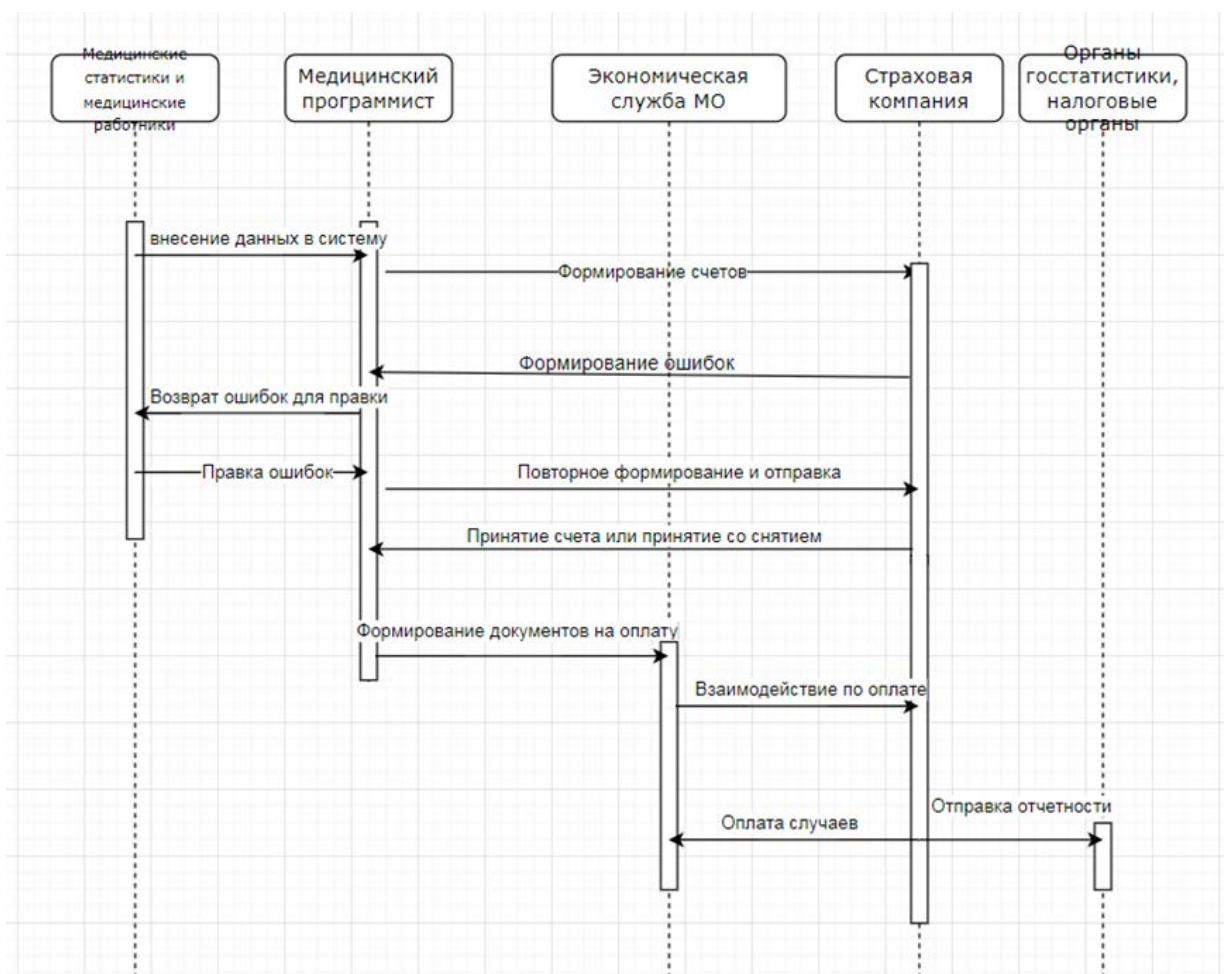 Медицинские
статистики и
медицинские
работники
Медицинский
программист
Экономическая
служба МО
Страховая
компания
Органы
госстатистики,
налоговые
органы
внесение данных в систему
Формирование счетов
Формирование ошибок
Возврат ошибок для правки
Правка ошибок
Повторное формирование и отправка
Принятие счета или принятие со снятием
Формирование документов на оплату
Взаимодействие по оплате
Отправка отчетности
Оплата случаев